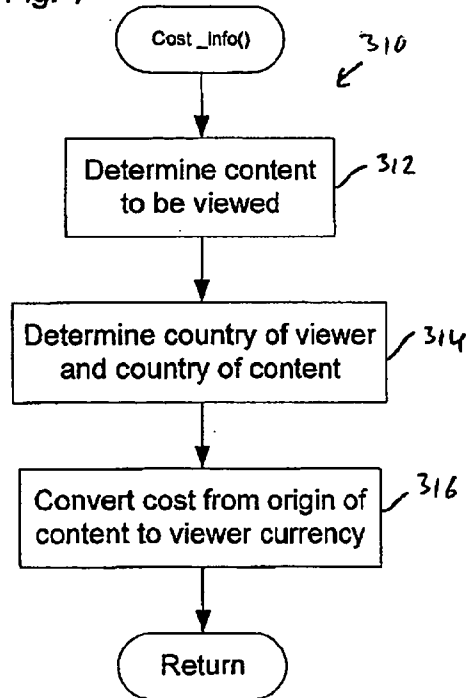 Cost _Info()
310
Determine content
to be viewed
312
Determine country of viewer
and country of content
314
Convert cost from origin of
content to viewer currency
316
Return